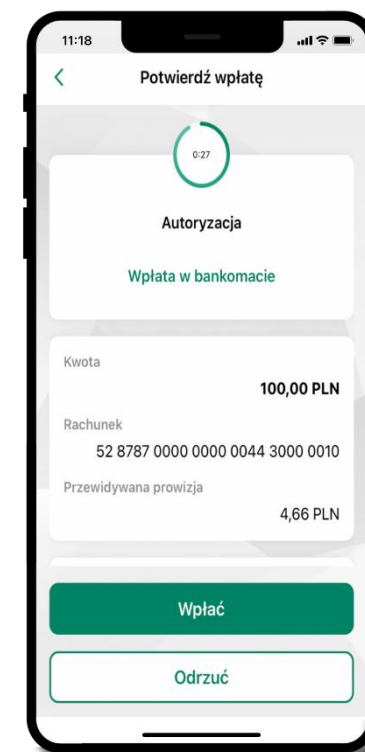 11:18
Potwierdź wpłatę
0:27
Autoryzacja
Wpłata w bankomacie
Kwota
100,00 PLN
Rachunek
52 8787 0000 0000 0044 3000 0010
Przewidywana prowizja
4,66 PLN
Wpłać
Odrzuć